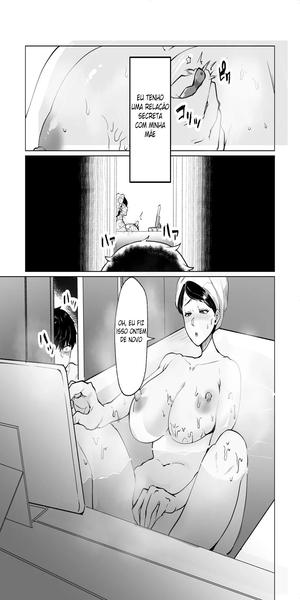 EU TENHO
UMA RELAÇÃO
SECRETA
COM MINHA
MÃE
OH, EU FIZ
ISSO ONTEM
DE NOVO